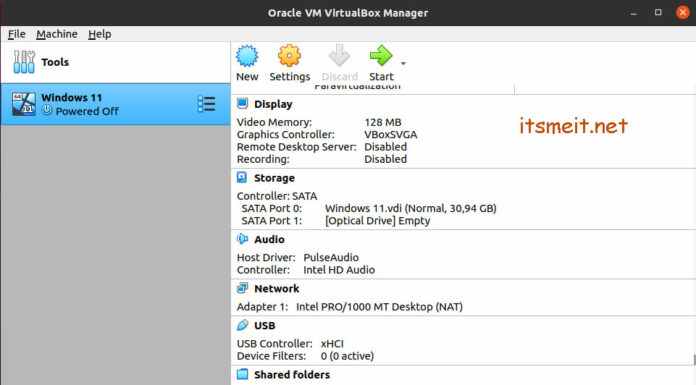 Oracle VM VirtualBox Manager
File Machine Help
Tools
New Settings Discard Start
Windows 11
Powered Off
64
11
Paravirtualization
Display
Video Memory: 128 MB
Graphics Controller: VBoxSVGA
Remote Desktop Server: Disabled
Recording: Disabled
itsmeit.net
Storage
Controller: SATA
SATA Port 0: Windows 11.vdi (Normal, 30,94 GB)
SATA Port 1: [Optical Drive] Empty
Audio
Host Driver: PulseAudio
Controller: Intel HD Audio
Network
Adapter 1: Intel PRO/1000 MT Desktop (NAT)
USB
USB Controller: xHCI
Device Filters: 0 (0 active)
Shared folders